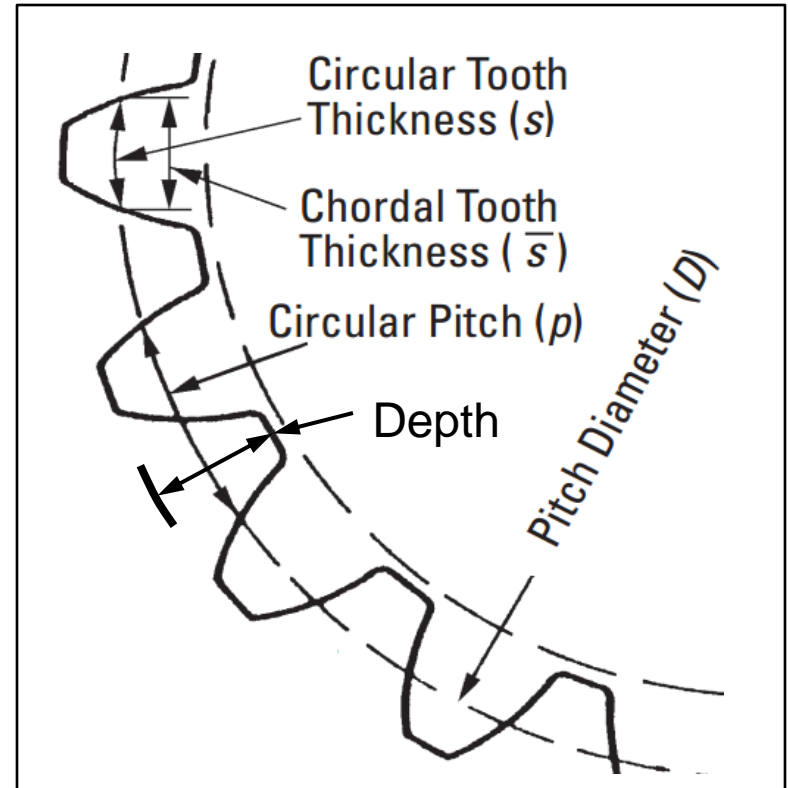 Circular Tooth
Thickness (s)
Chordal Tooth
Thickness ( s̅ )
Circular Pitch (p)
Depth
Pitch Diameter (D)